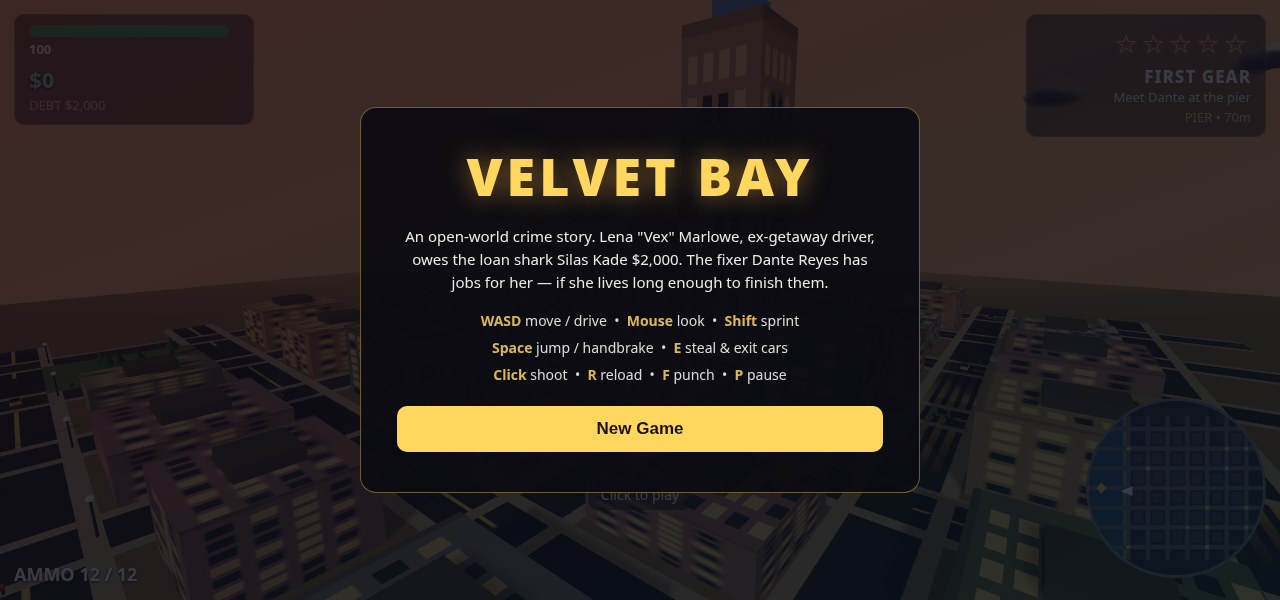 100
$0
DEBT $2,000
☆☆☆☆☆
FIRST GEAR
Meet Dante at the pier
PIER • 70m
VELVET BAY
An open-world crime story. Lena "Vex" Marlowe, ex-getaway driver,
owes the loan shark Silas Kade $2,000. The fixer Dante Reyes has
jobs for her — if she lives long enough to finish them.
WASD move / drive • Mouse look • Shift sprint
Space jump / handbrake • E steal & exit cars
Click shoot • R reload • F punch • P pause
New Game
Click to play
AMMO 12 / 12